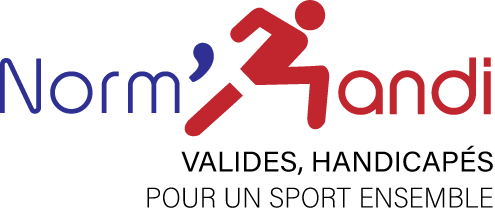 Norm'Handi
VALIDES, HANDICAPÉS
POUR UN SPORT ENSEMBLE